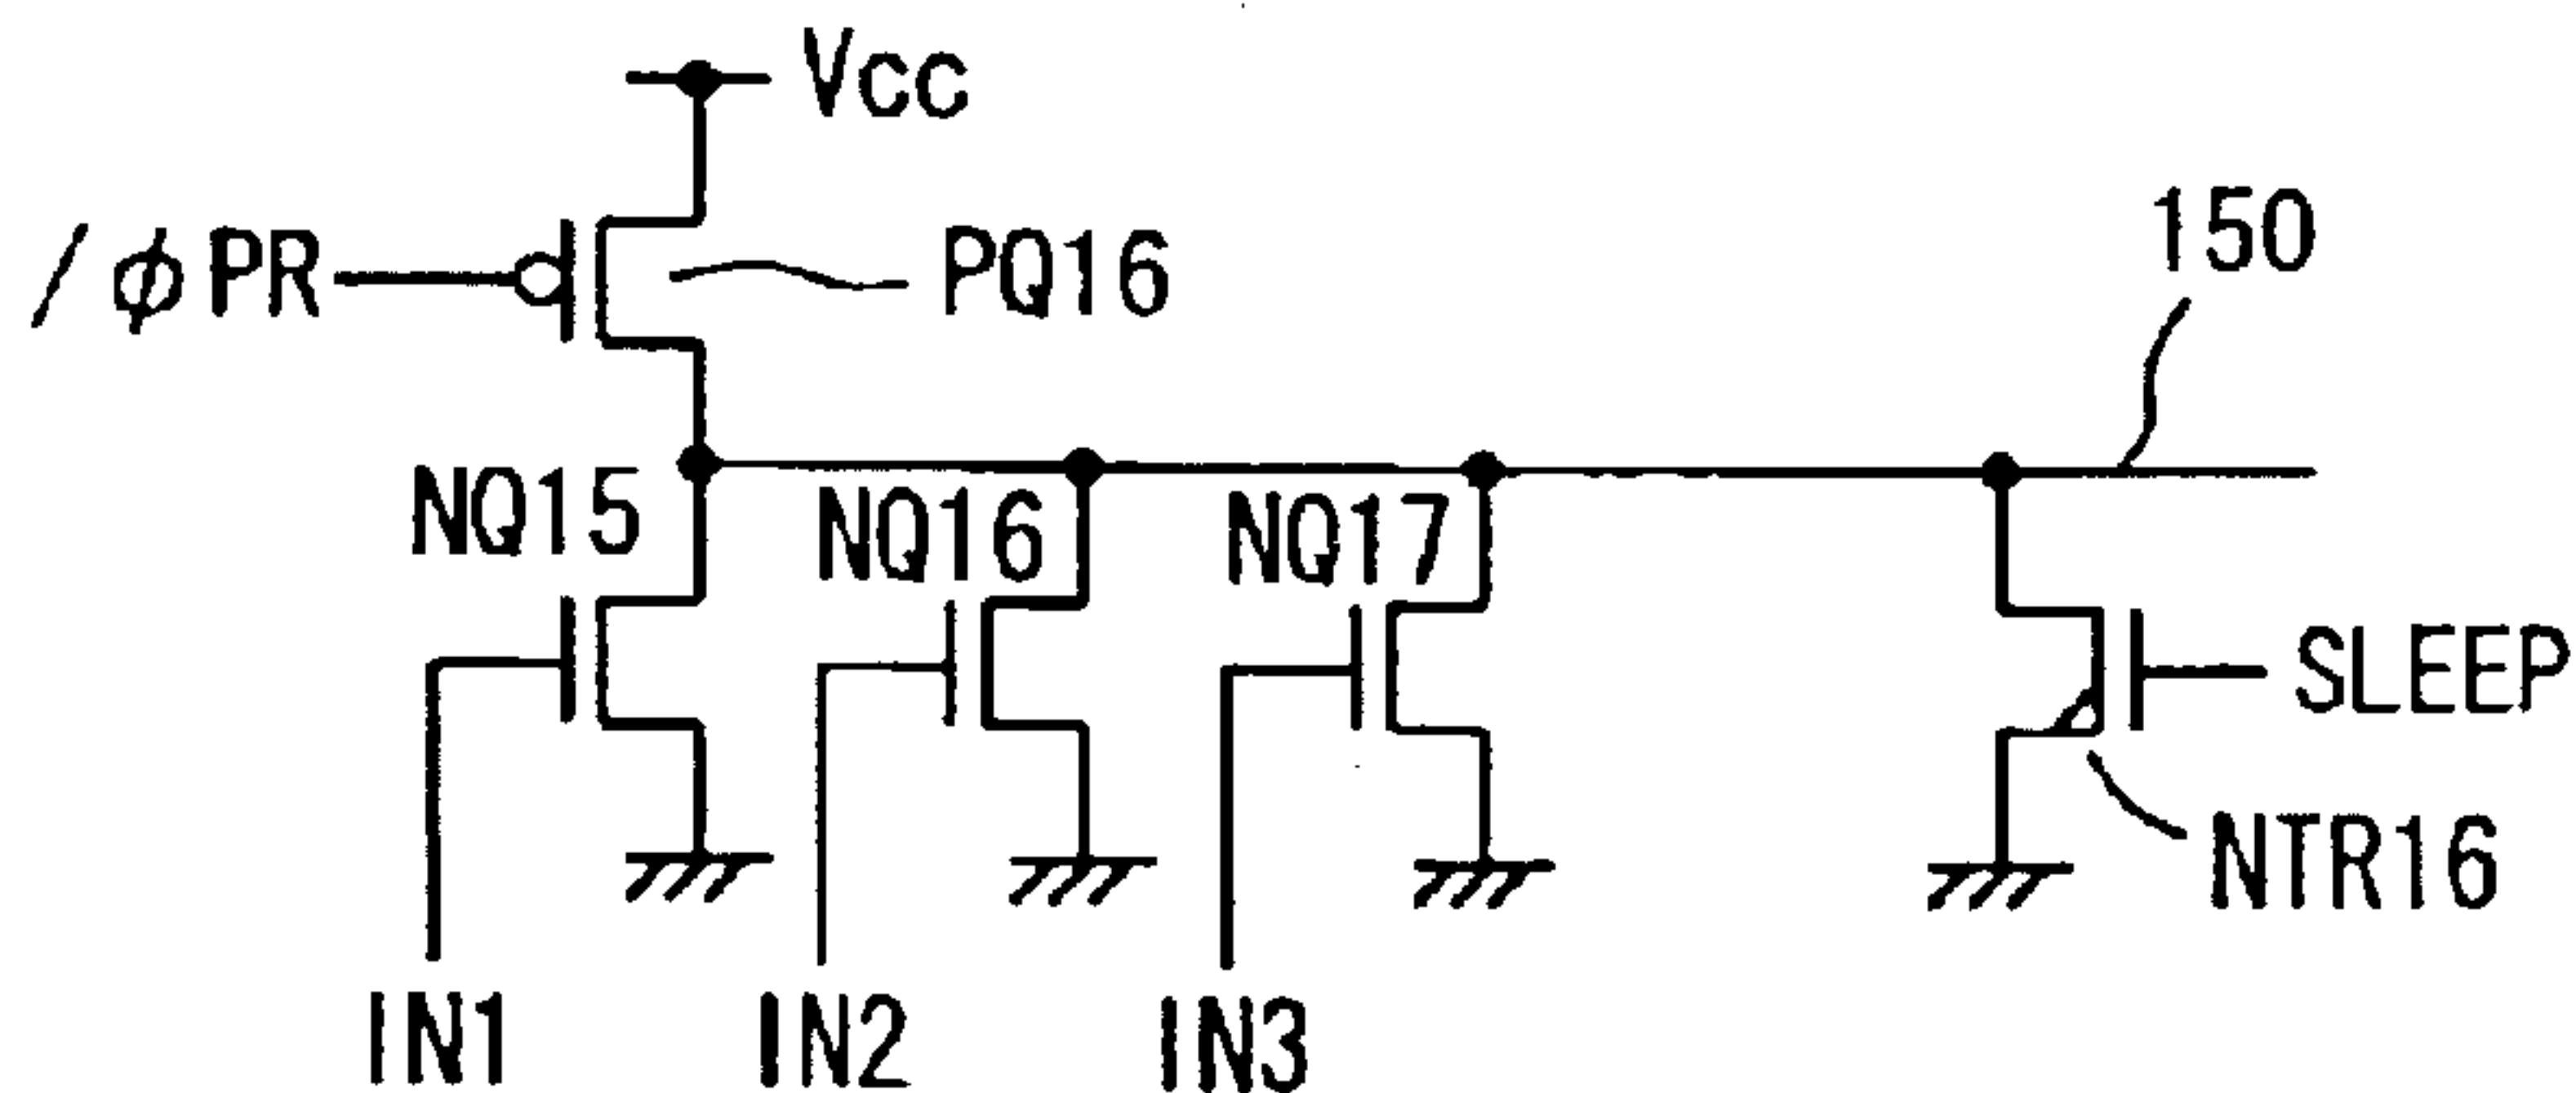 Vcc
/φPR
PQ16
150
NQ15
NQ16
NQ17
SLEEP
NTR16
IN1
IN2
IN3